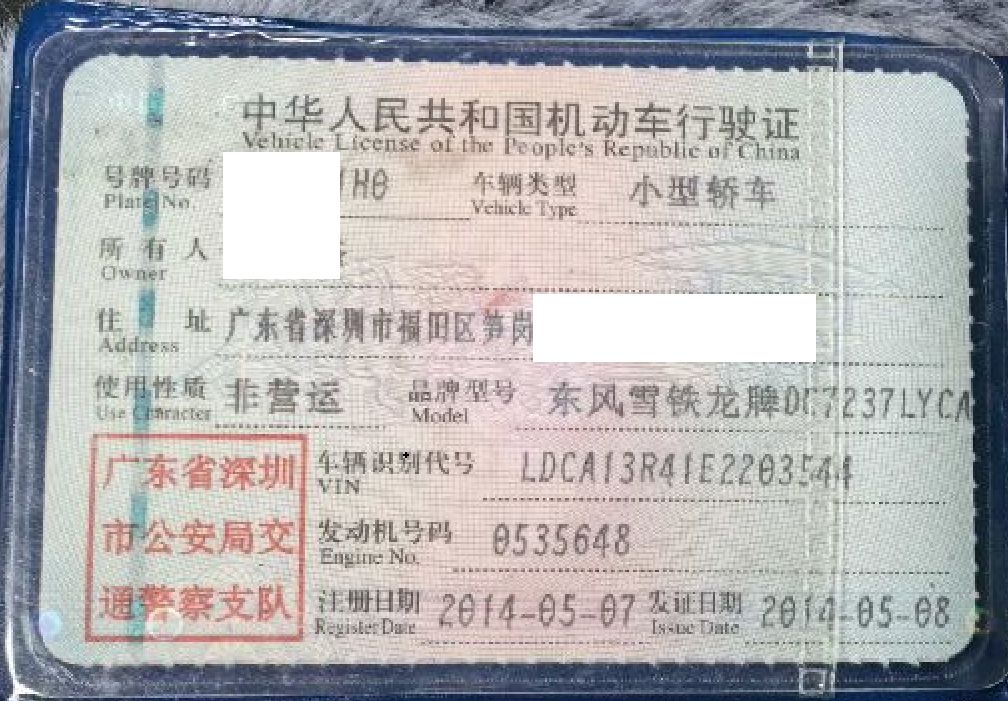 中华人民共和国机动车行驶证
Vehicle License of the People's Republic of China
号牌号码 1H0 车辆类型 小型轿车
Plate No. Vehicle Type
所有人
Owner
住址 广东省深圳市福田区笋岗
Address
使用性质 非营运 品牌型号 东风雪铁龙牌DC7237LYCA
Use Character Model
广东省深圳 车辆识别代号 LDCA13R41E2203544
VIN
市公安局交 发动机号码 0535648
Engine No.
通警察支队 注册日期 2014-05-07 发证日期 2014-05-08
Register Date Issue Date